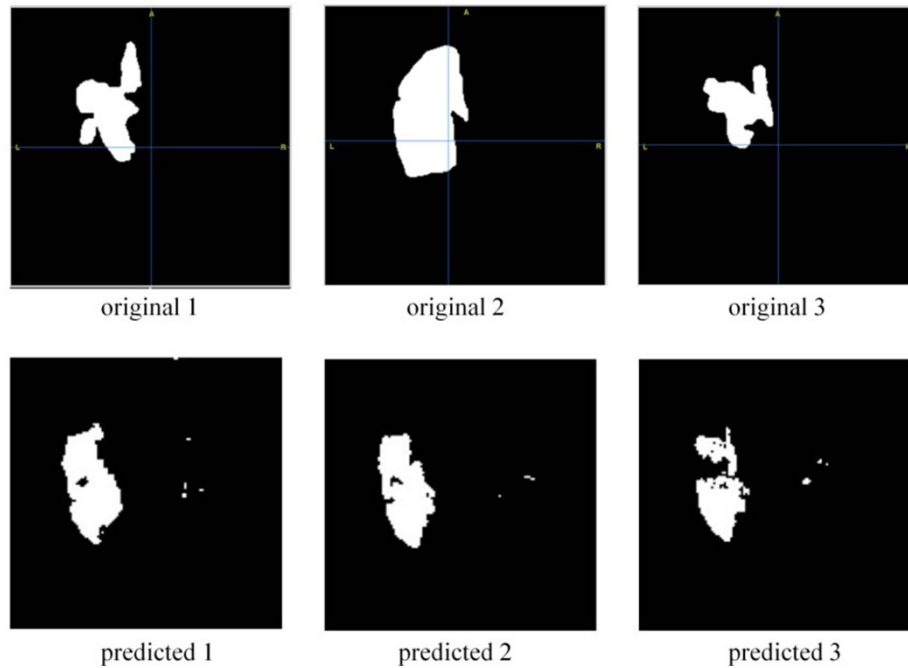 A
A
A
L
R
L
R
L
original 1
original 2
original 3
predicted 1
predicted 2
predicted 3